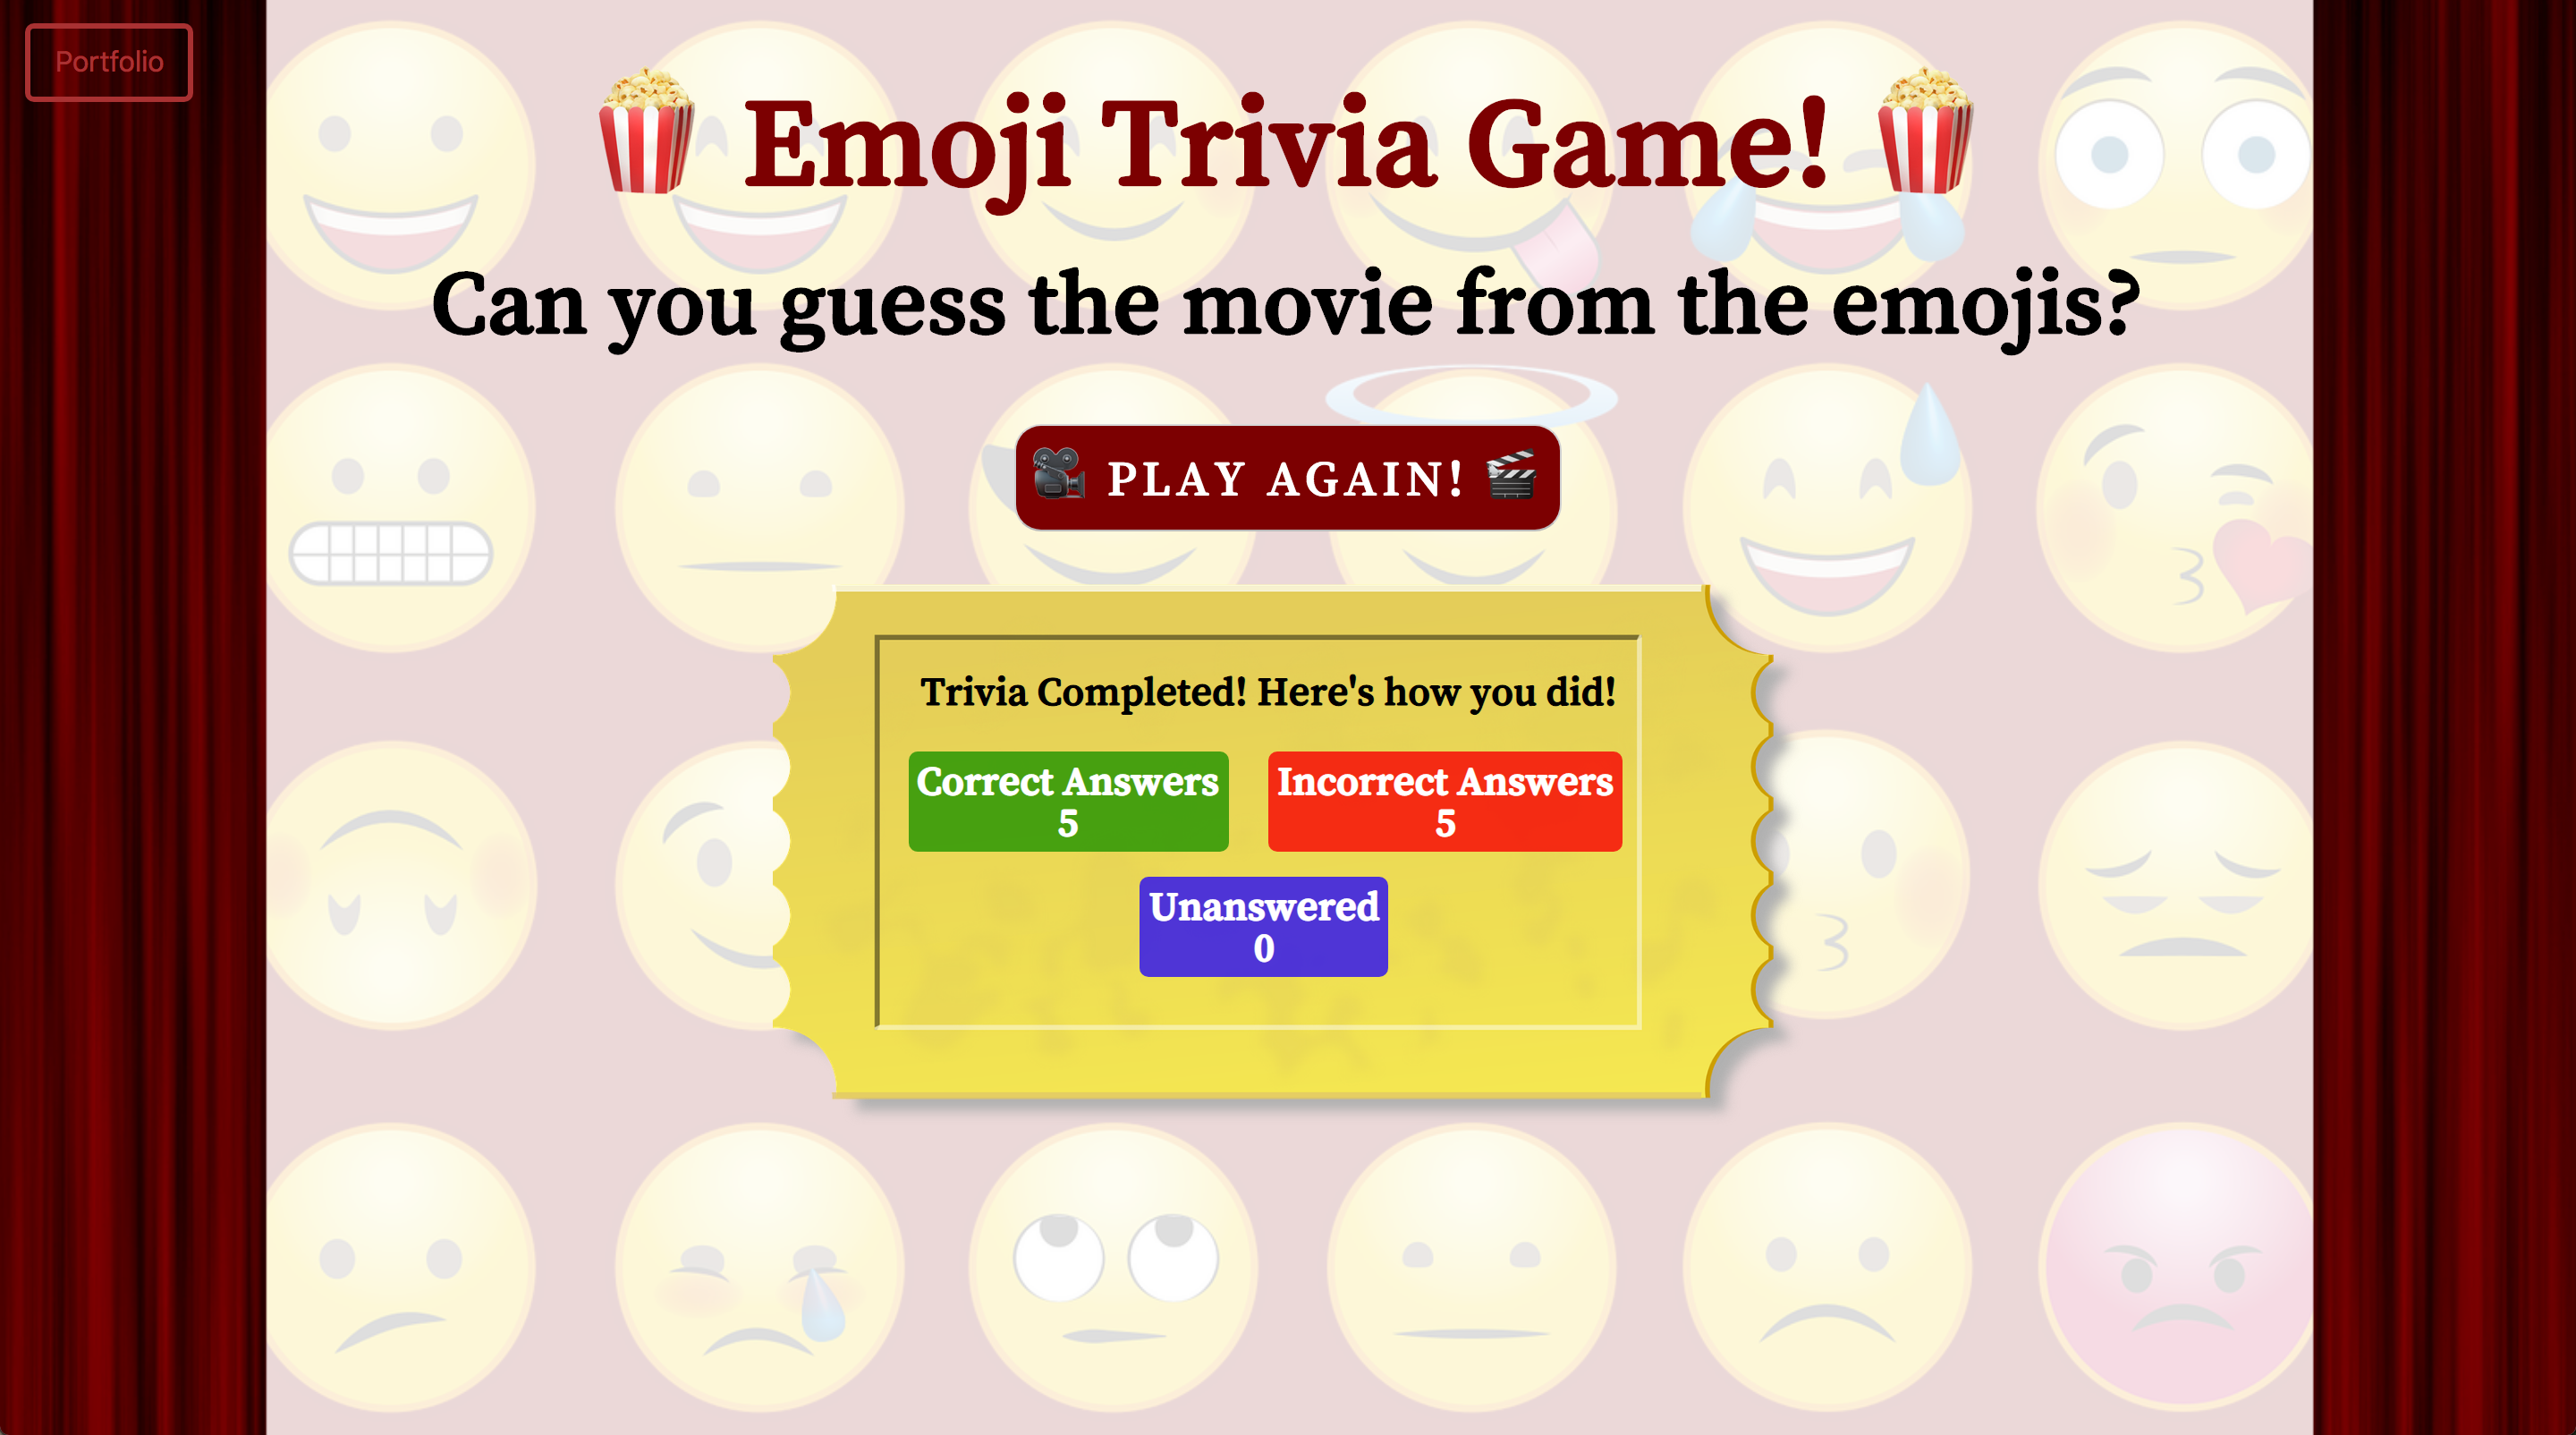 Portfolio
Emoji Trivia Game!
Can you guess the movie from the emojis?
PLAY AGAIN!
Trivia Completed! Here's how you did!
Correct Answers
5
Incorrect Answers
5
Unanswered
0